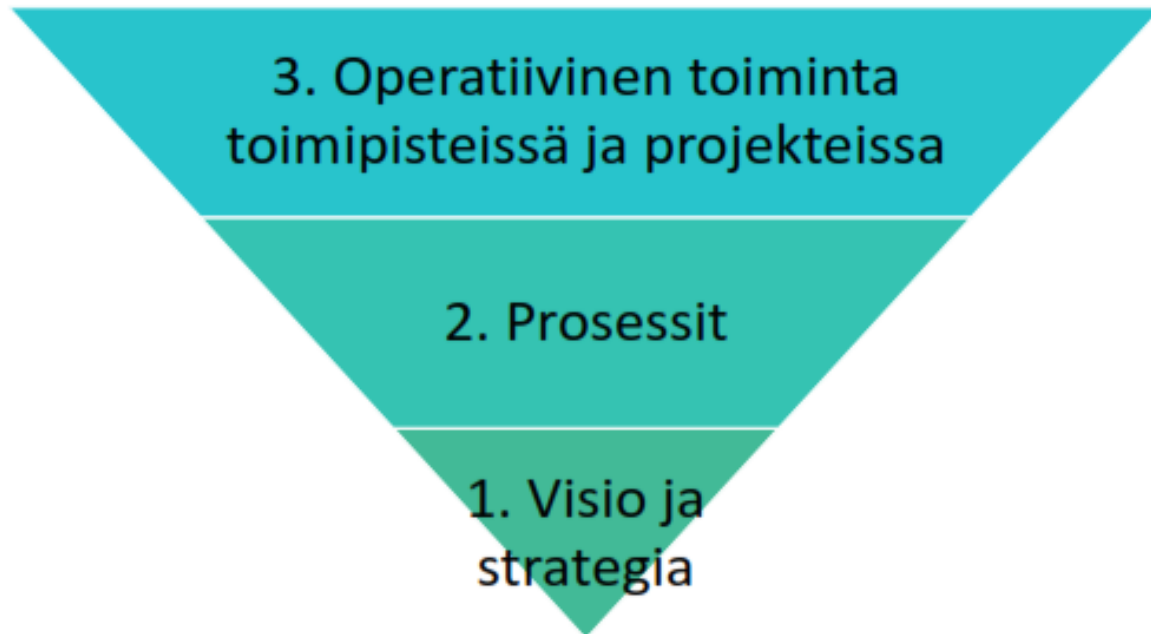 3. Operatiivinen toiminta
toimipisteissä ja projekteissa
2. Prosessit
1. Visio ja
strategia